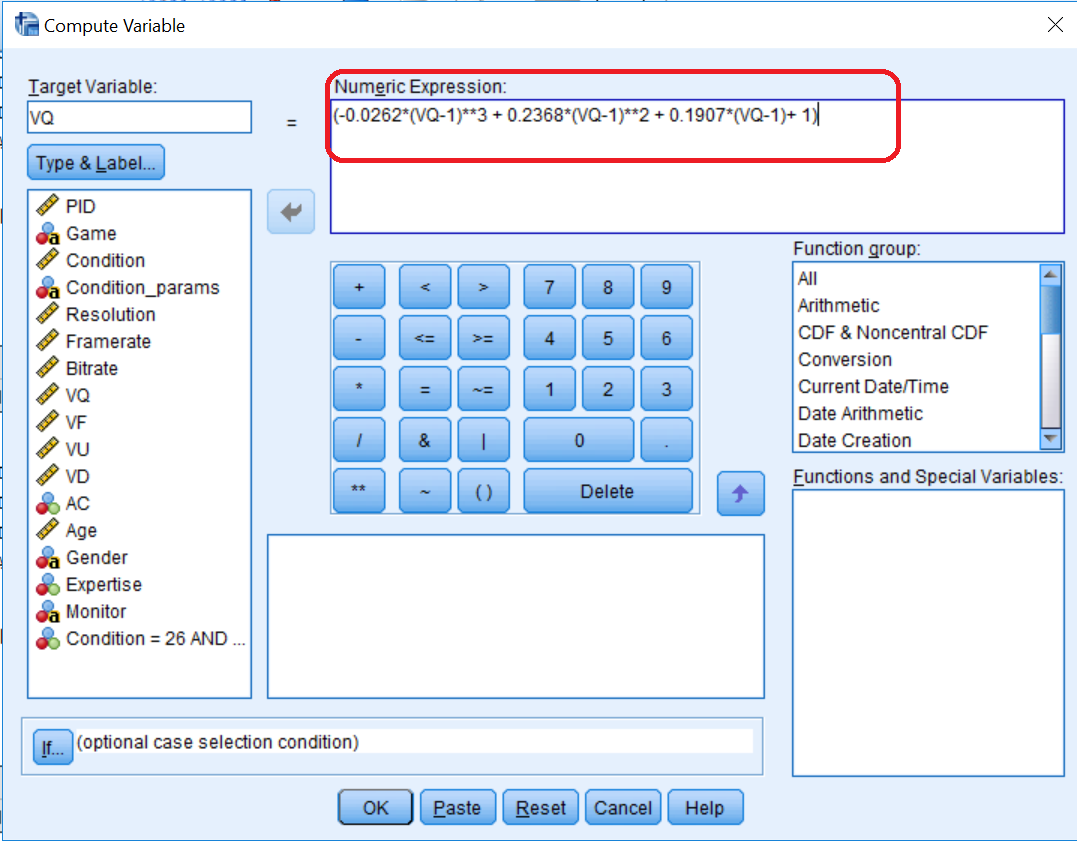 Compute Variable
Target Variable:
VQ
=
Numeric Expression:
(-0.0262*(VQ-1)**3 + 0.2368*(VQ-1)**2 + 0.1907*(VQ-1)+ 1)
Type & Label...
PID
Game
Condition
Condition_params
Resolution
Framerate
Bitrate
VQ
VF
VU
VD
AC
Age
Gender
Expertise
Monitor
Condition = 26 AND ...
+ < > 7 8 9
- <= >= 4 5 6
* = ~= 1 2 3
/ & | 0 .
** ~ ( ) Delete
Function group:
All
Arithmetic
CDF & Noncentral CDF
Conversion
Current Date/Time
Date Arithmetic
Date Creation
Functions and Special Variables:
If... (optional case selection condition)
OK Paste Reset Cancel Help